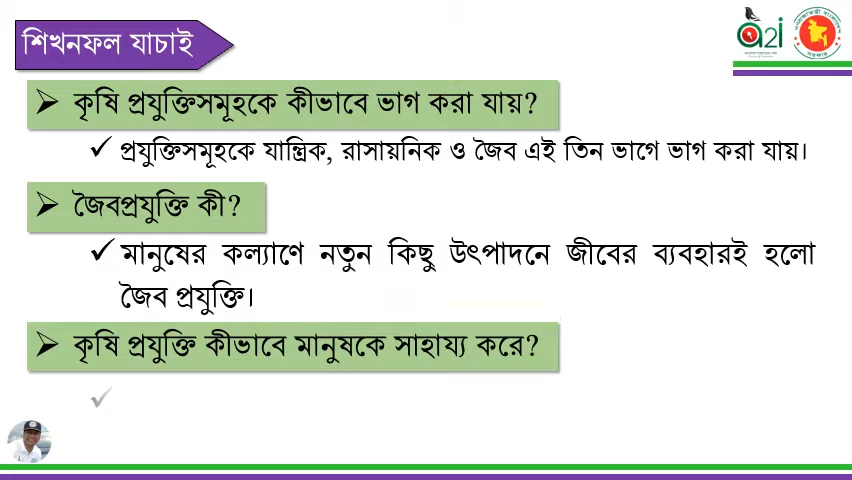 শিখনফল যাচাই
a2i
কৃষি প্রযুক্তিসমূহকে কীভাবে ভাগ করা যায়?
প্রযুক্তিসমূহকে যান্ত্রিক, রাসায়নিক ও জৈব এই তিন ভাগে ভাগ করা যায়।
জৈবপ্রযুক্তি কী?
মানুষের কল্যাণে নতুন কিছু উৎপাদনে জীবের ব্যবহারই হলো
জৈব প্রযুক্তি।
কৃষি প্রযুক্তি কীভাবে মানুষকে সাহায্য করে?